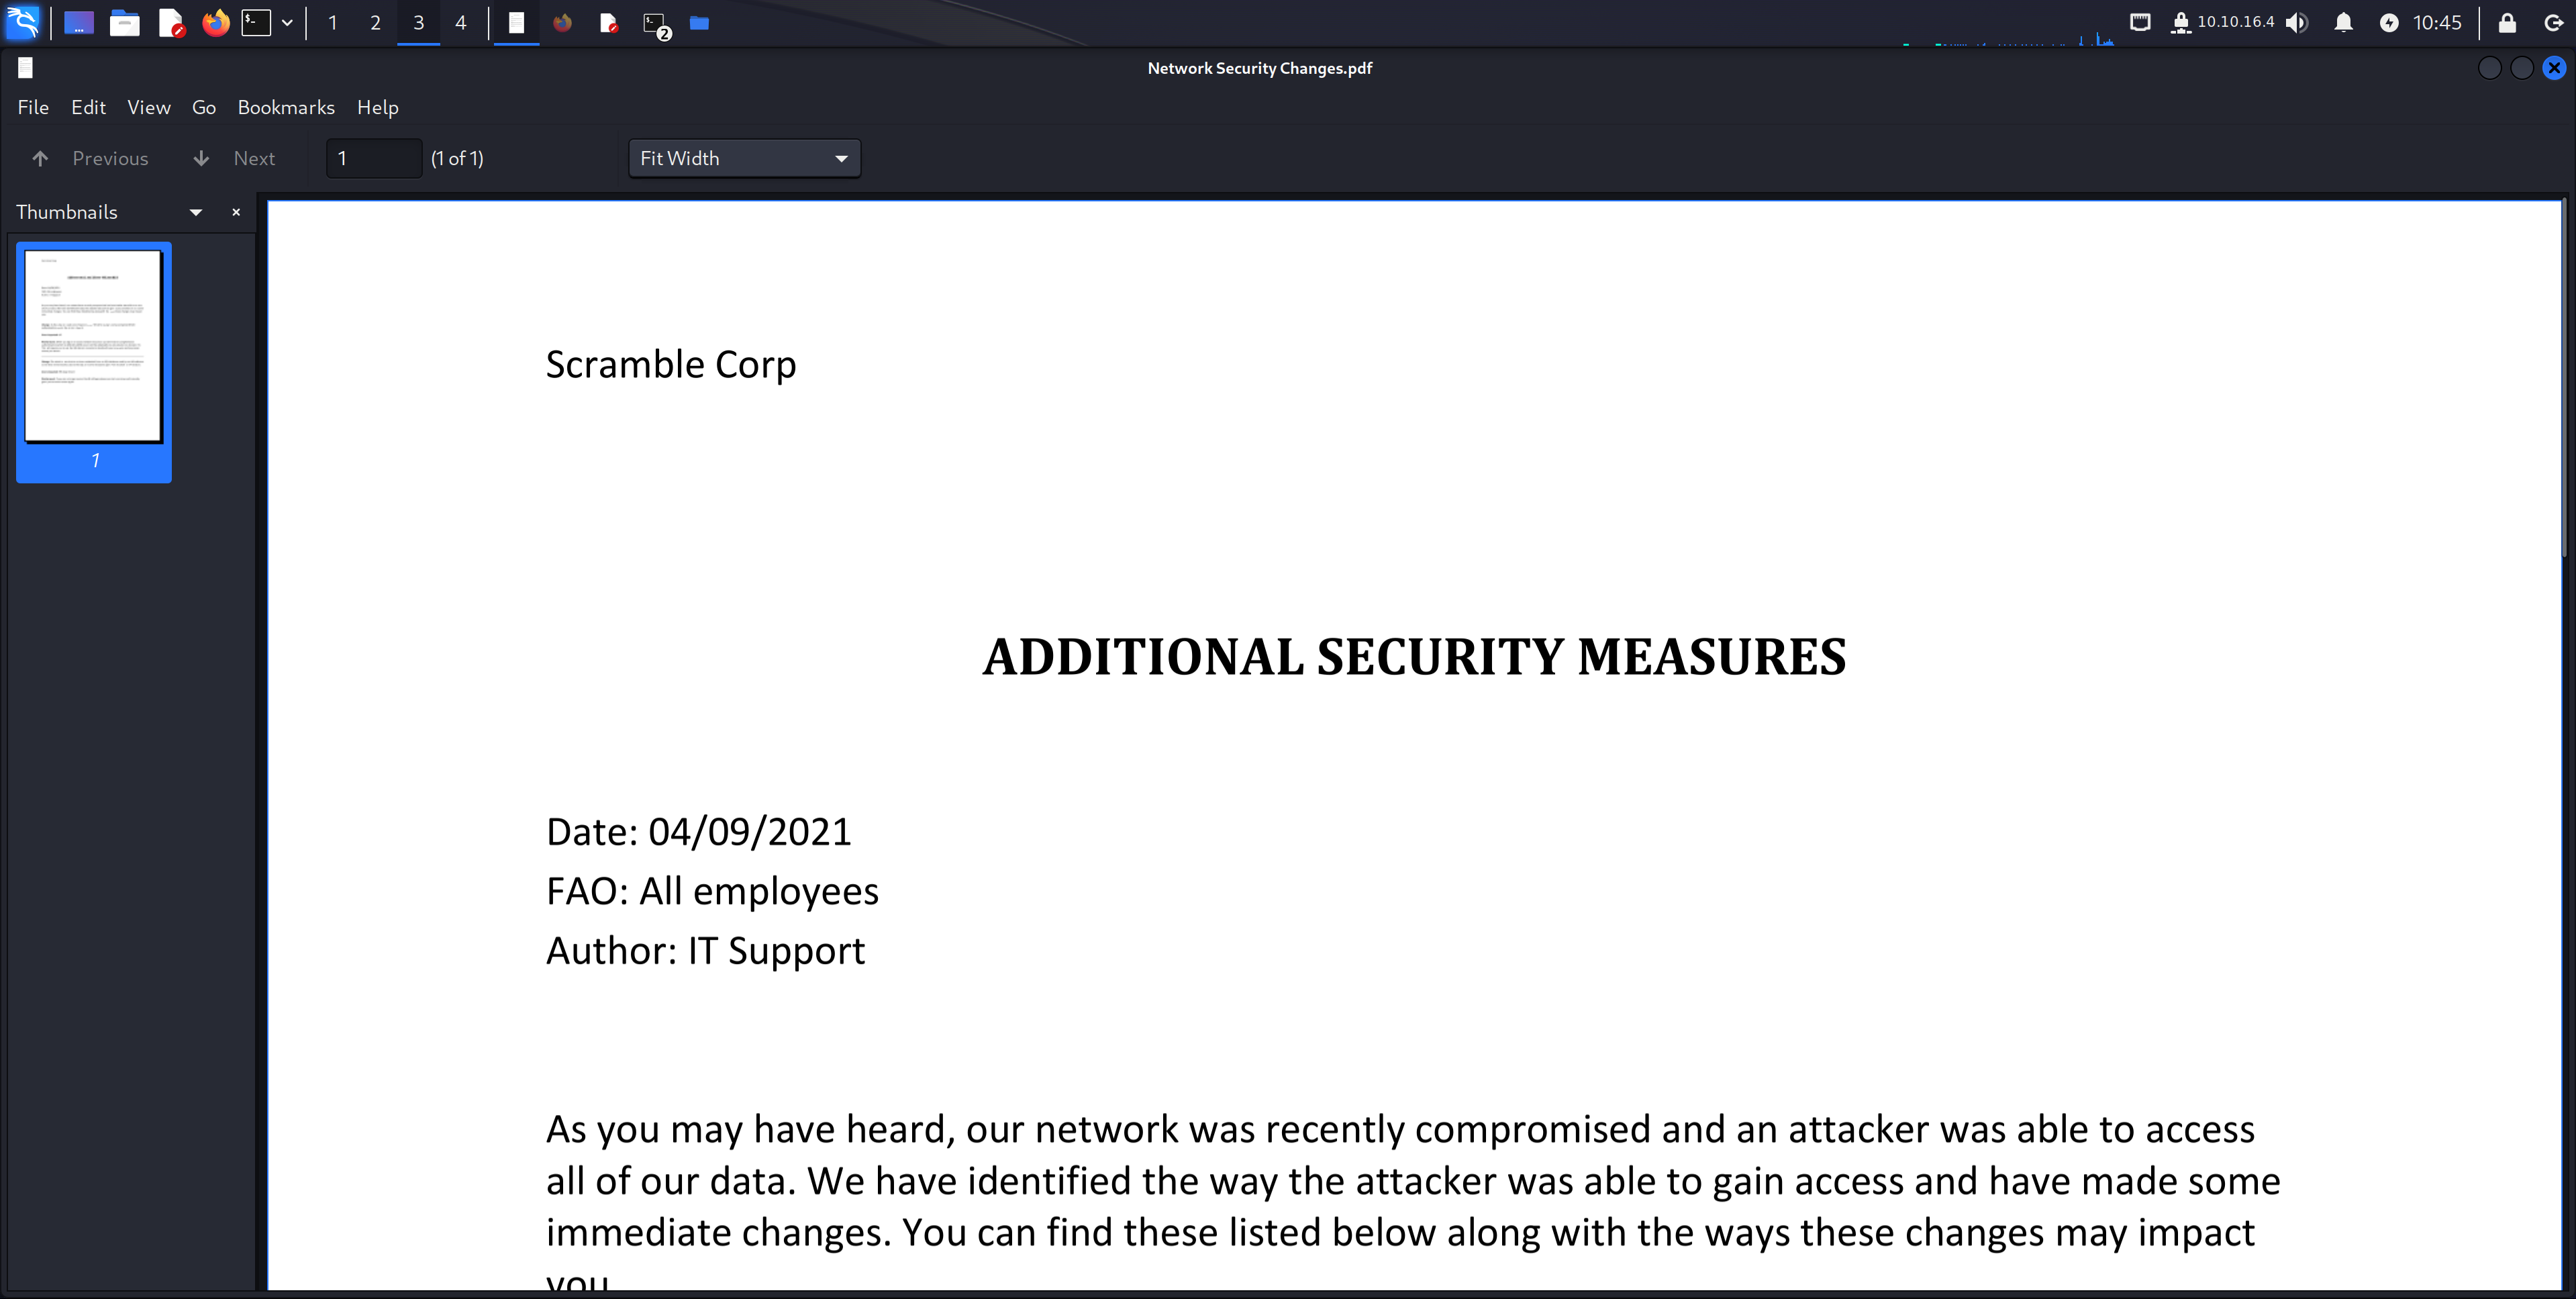 1 2 3 4 2 10.10.16.4 10:45
Network Security Changes.pdf
File Edit View Go Bookmarks Help
Previous Next 1 (1 of 1) Fit Width
Thumbnails
1
Scramble Corp
ADDITIONAL SECURITY MEASURES
Date: 04/09/2021
FAO: All employees
Author: IT Support
As you may have heard, our network was recently compromised and an attacker was able to access
all of our data. We have identified the way the attacker was able to gain access and have made some
immediate changes. You can find these listed below along with the ways these changes may impact
you